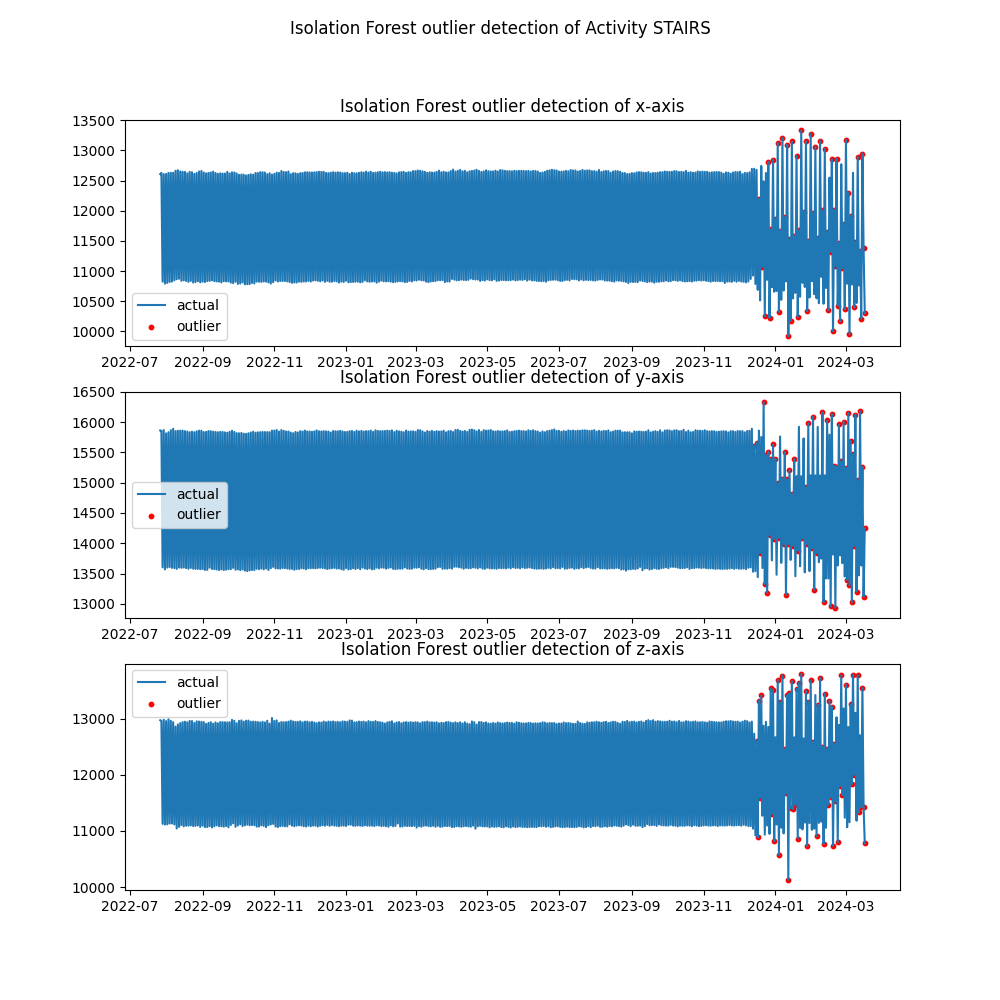 Isolation Forest outlier detection of Activity STAIRS
Isolation Forest outlier detection of x-axis
13500
13000
12500
12000
11500
11000
10500
10000
actual
outlier
2022-07 2022-09 2022-11 2023-01 2023-03 2023-05 2023-07 2023-09 2023-11 2024-01 2024-03
Isolation Forest outlier detection of y-axis
16500
16000
15500
15000
14500
14000
13500
13000
actual
outlier
2022-07 2022-09 2022-11 2023-01 2023-03 2023-05 2023-07 2023-09 2023-11 2024-01 2024-03
Isolation Forest outlier detection of z-axis
actual
outlier
13000
12000
11000
10000
2022-07 2022-09 2022-11 2023-01 2023-03 2023-05 2023-07 2023-09 2023-11 2024-01 2024-03